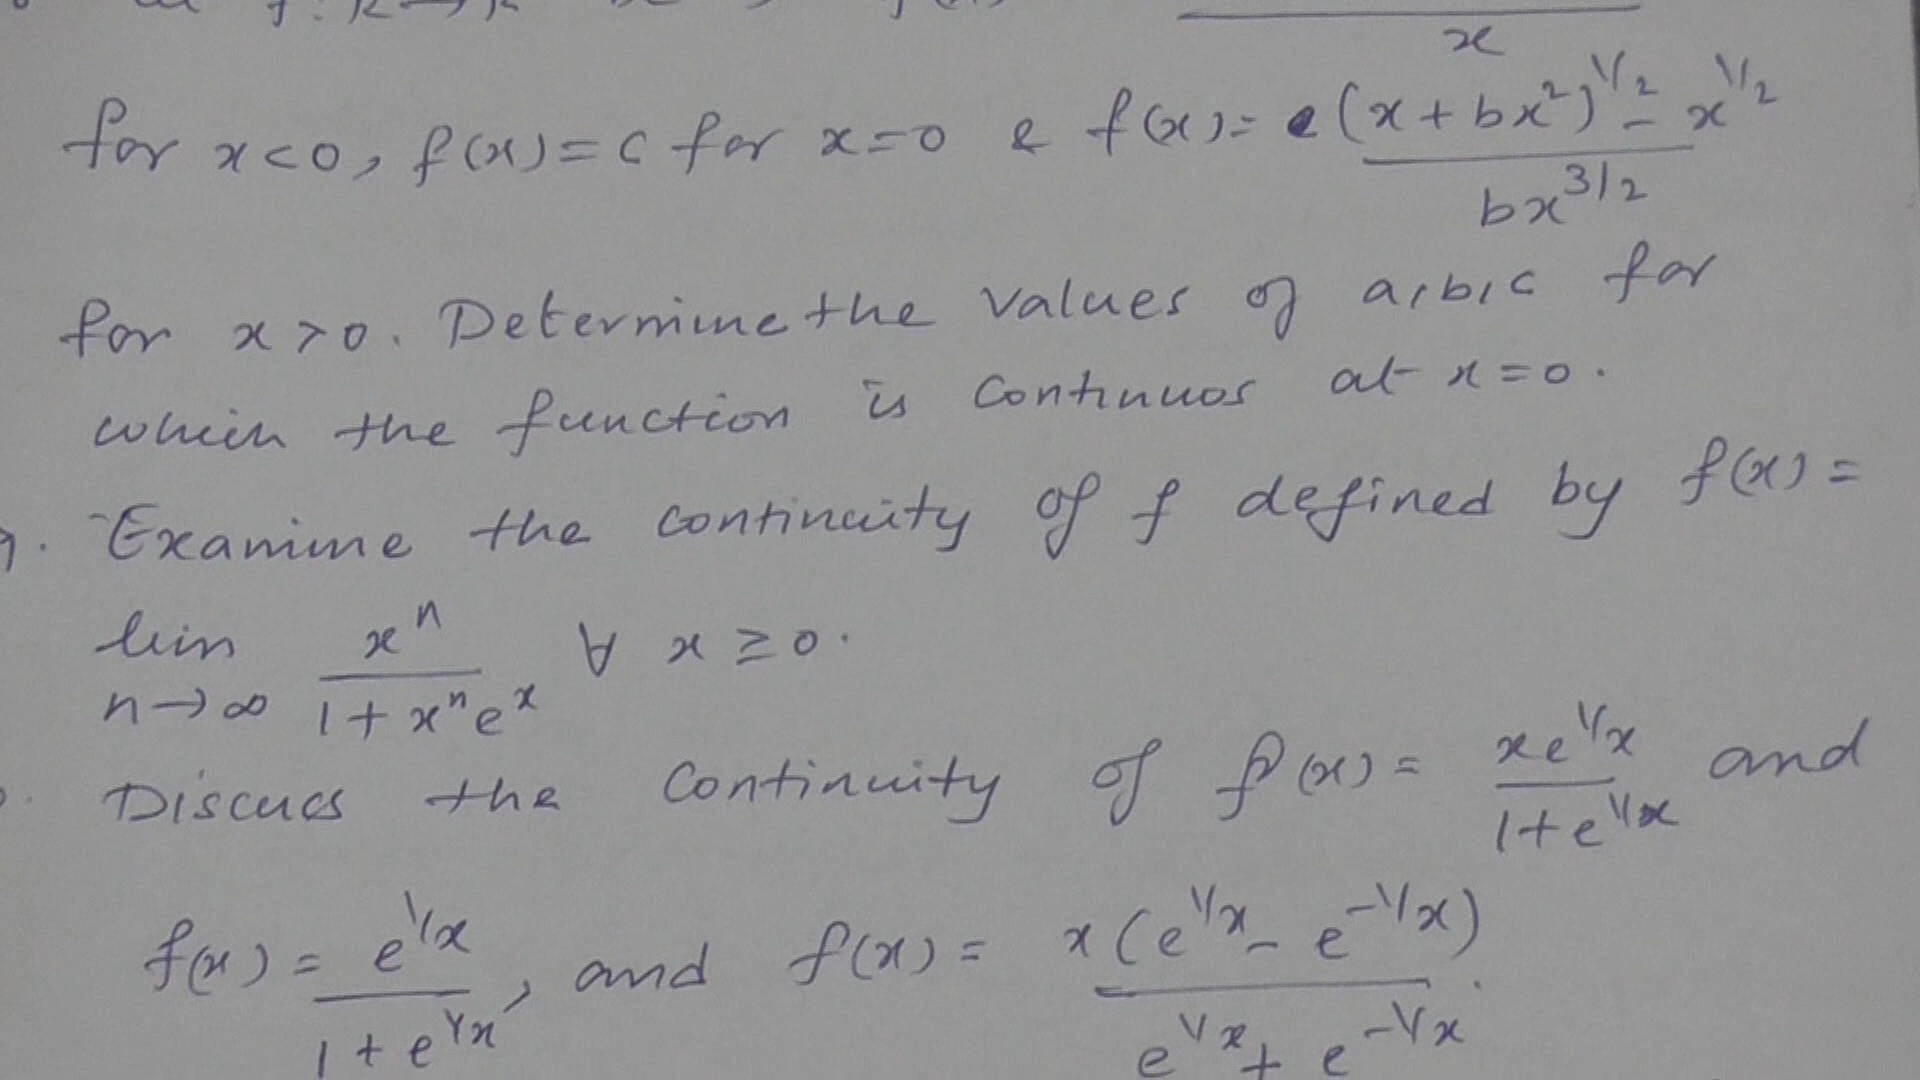 x
for x<0, f(x)=c for x=0 & f(x)= (x+bx²)^1/2 - x^1/2 / bx^3/2
for x>0. Determine the values of a,b,c for
which the function is continuos at x=0.
Examine the continuity of f defined by f(x)=
lim n→∞ x^n / 1+x^n e^x ∀ x≥0.
Discuss the continuity of f(x)= xe^1/x / 1+e^1/x and
f(x)= e^1/x / 1+e^1/x, and f(x)= x(e^1/x - e^-1/x) / e^1/x + e^-1/x.